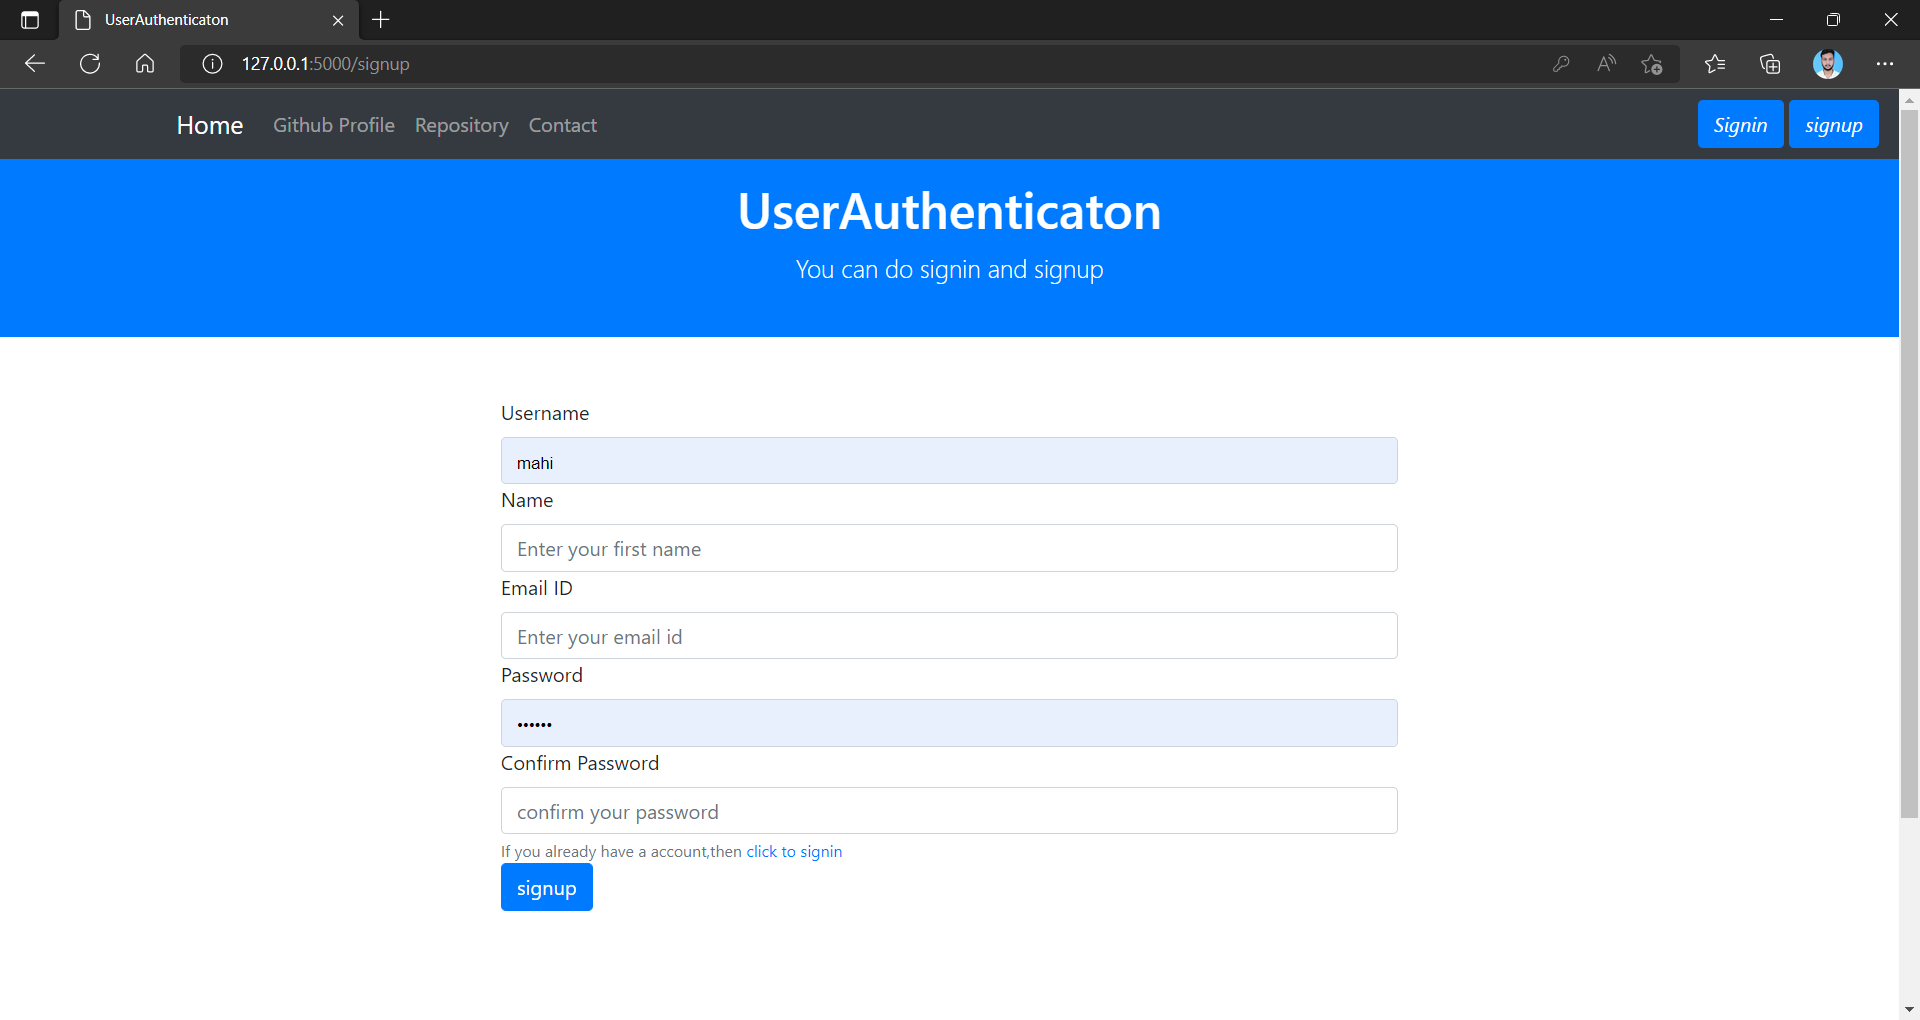 UserAuthenticaton
127.0.0.1:5000/signup
Home Github Profile Repository Contact Signin signup
UserAuthenticaton
You can do signin and signup
Username
mahi
Name
Enter your first name
Email ID
Enter your email id
Password
••••••
Confirm Password
confirm your password
If you already have a account,then click to signin
signup